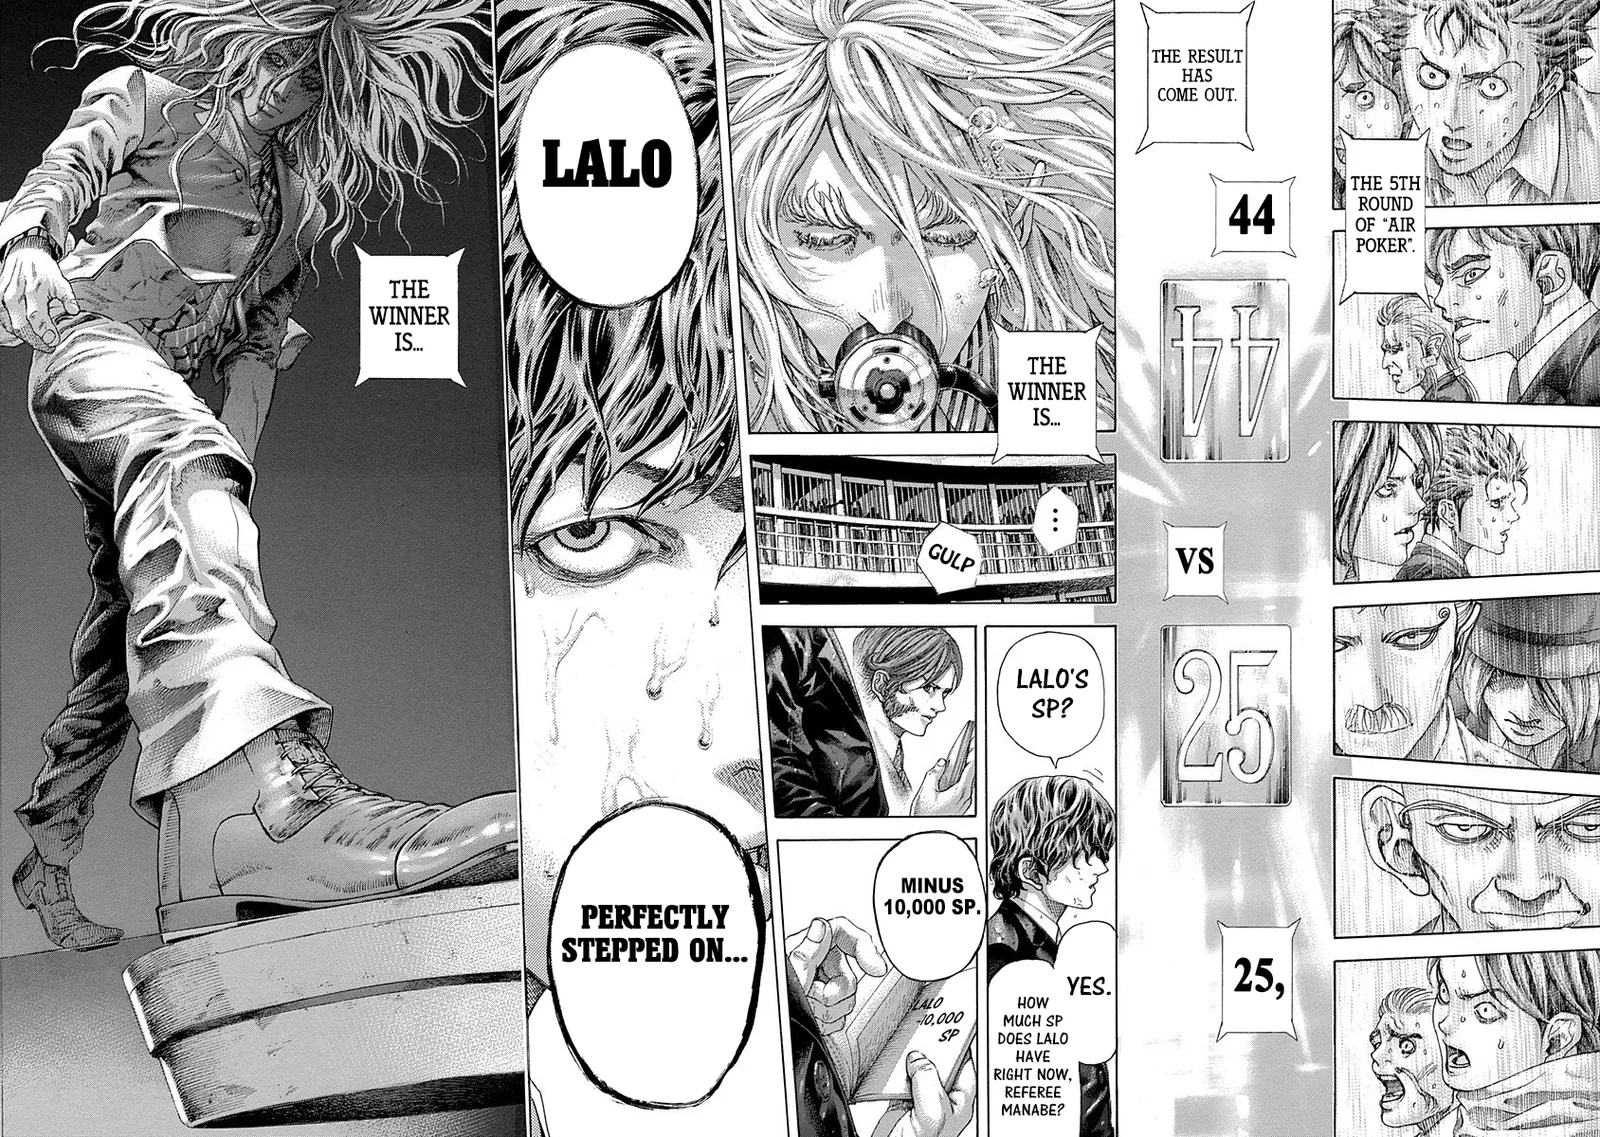 THE 5TH
ROUND
OF "AIR
POKER".
THE RESULT
HAS
COME OUT.
44
44
VS
25
25,
THE
WINNER
IS...
...
GULP
LALO'S
SP?
YES.
HOW
MUCH SP
DOES LALO
HAVE
RIGHT NOW,
REFEREE
MANABE?
MINUS
10,000 SP.
LALO
-10,000
SP
LALO
PERFECTLY
STEPPED ON...
THE
WINNER
IS...